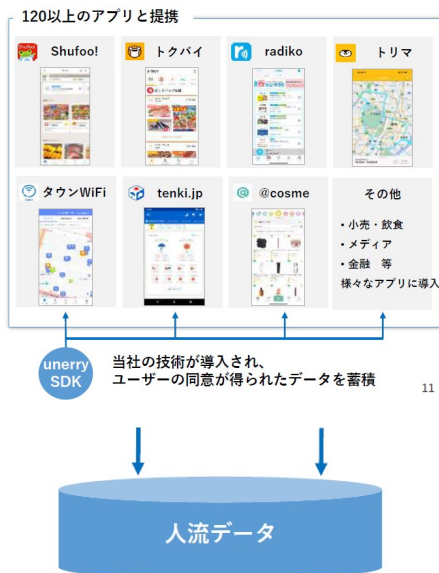 120以上のアプリと提携
Shufoo!
トクバイ
radiko
トリマ
タウンWiFi
tenki.jp
@cosme
その他
・小売・飲食
・メディア
・金融 等
様々なアプリに導入
unerry
SDK
当社の技術が導入され、
ユーザーの同意が得られたデータを蓄積
11
人流データ